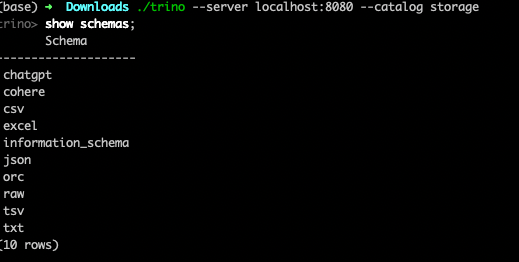 (base) → Downloads ./trino --server localhost:8080 --catalog storage
trino> show schemas;
Schema
--------------------
chatgpt
cohere
csv
excel
information_schema
json
orc
raw
tsv
txt
(10 rows)